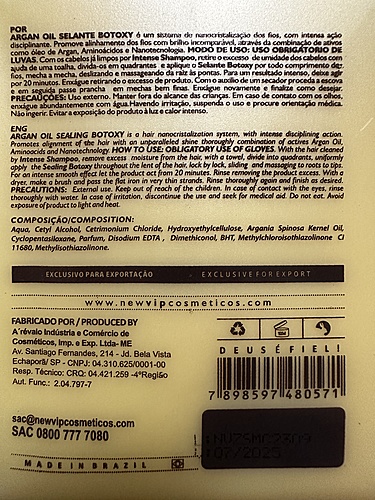 POR
ARGAN OIL SELANTE BOTOXY é um sistema de nanocristalização dos fios, com intensa ação
disciplinante. Promove alinhamento dos fios com brilho incomparável, através da combinação de ativos
como óleo de Argan, Aminoácidos e Nanotecnologia. MODO DE USO: USO OBRIGATÓRIO DE
LUVAS. Com os cabelos já limpos por Intense Shampoo, retire o excesso de umidade dos cabelos com
ajuda de uma toalha, divida-os em quadrantes e aplique o Selante Botoxy por todo comprimento dos
fios, mecha a mecha, deslizando e massageando da raiz às pontas. Para um resultado intenso, deixe agir
por 20 minutos. Enxágue retirando o excesso de produto. Com o auxílio de um secador proceda a escova
e em seguida passe prancha em mechas bem finas. Enxágue novamente e finalize como desejar.
PRECAUÇÕES: Uso externo. Manter fora do alcance das crianças. Em caso de contato com os olhos,
enxágue abundantemente com água. Havendo irritação, suspenda o uso e procure orientação médica.
Não ingerir. Evitar a exposição do produto à luz e calor intenso.
ENG
ARGAN OIL SEALING BOTOXY is a hair nanocristalization system, with intense disciplining action.
Promotes alignment of the hair with an unparalleled shine thoroughly combination of actives Argan Oil,
Aminoacids and Nanotechnology. HOW TO USE: OBLIGATORY USE OF GLOVES. With the hair cleaned
by Intense Shampoo, remove excess moisture from the hair, with a towel, divide into quadrants, uniformly
apply the Sealing Botoxy throughout the lent of the hair, lock by lock, sliding and massaging to roots to tips.
for an intense smooth effect let the product act from 20 minutes. Rinse removing the product excess. With a
dryer, make a brush and pass the flat iron in very thin strands. Rinse thoroughly again and finish as desired.
PRECAUTIONS: External use. Keep out of reach of the children. In case of contact with the eyes, rinse
thoroughly with water. In case of irritation, discontinue the use and seek for medical aid. Do not eat. Avoid
exposure of product to light and heat.
COMPOSIÇÃO/COMPOSITION:
Aqua, Cetyl Alcohol, Cetrimonium Chloride, Hydroxyethylcellulose, Argania Spinosa Kernel Oil,
Cyclopentasiloxane, Parfum, Disodium EDTA , Dimethiconol, BHT, Methylchloroisothiazolinone CI
11680, Methylisothiazolinone.
EXCLUSIVO PARA EXPORTAÇÃO - EXCLUSIVE FOR EXPORT
www.newvipcosmeticos.com
FABRICADO POR / PRODUCED BY
A´révalo Indústria e Comércio de
Cosméticos, Imp. e Exp. Ltda- ME
Av. Santiago Fernandes, 214 - Jd. Bela Vista
Echaporã/ SP - CNPJ: 04.310.625/0001-00
Resp. Técnico: CRQ: 04.421.259 -4ªRegião
Aut. Func.: 2.04.797-7
DEUS É FIEL!
7 898597 480571
sac@newvipcosmeticos.com
SAC 0800 777 7080
MADE IN BRAZIL